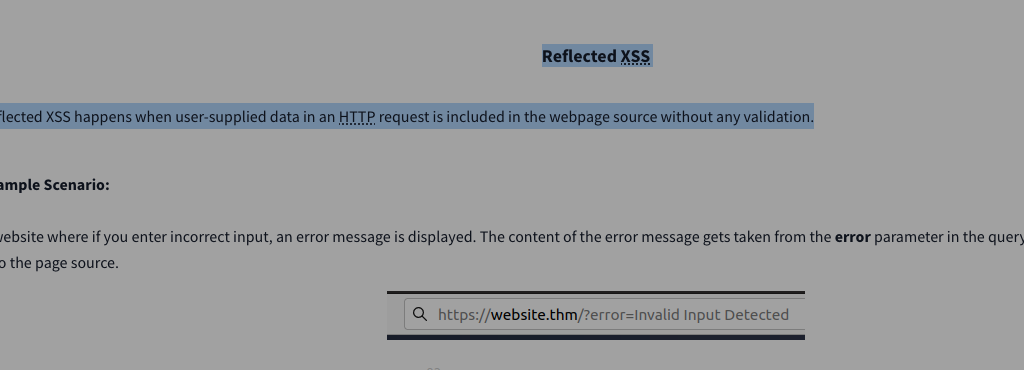 Reflected XSS
flected XSS happens when user-supplied data in an HTTP request is included in the webpage source without any validation.
ample Scenario:
website where if you enter incorrect input, an error message is displayed. The content of the error message gets taken from the error parameter in the query
o the page source.
https://website.thm/?error=Invalid Input Detected